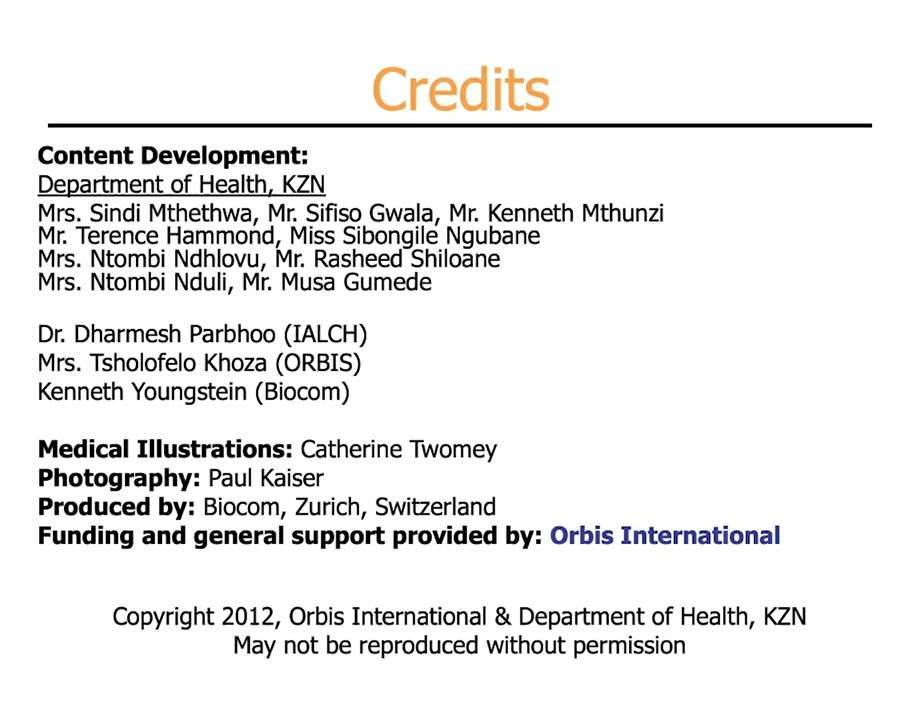 Credits
Content Development:
Department of Health, KZN
Mrs. Sindi Mthethwa, Mr. Sifiso Gwala, Mr. Kenneth Mthunzi
Mr. Terence Hammond, Miss Sibongile Ngubane
Mrs. Ntombi Ndhlovu, Mr. Rasheed Shiloane
Mrs. Ntombi Nduli, Mr. Musa Gumede
Dr. Dharmesh Parbhoo (IALCH)
Mrs. Tsholofelo Khoza (ORBIS)
Kenneth Youngstein (Biocom)
Medical Illustrations: Catherine Twomey
Photography: Paul Kaiser
Produced by: Biocom, Zurich, Switzerland
Funding and general support provided by: Orbis International
Copyright 2012, Orbis International & Department of Health, KZN
May not be reproduced without permission